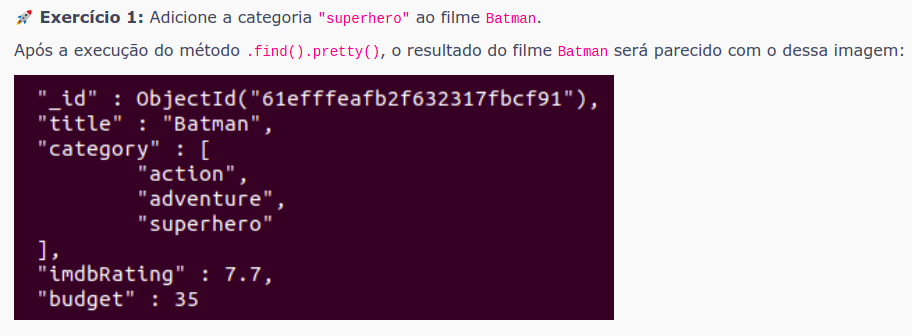 🚀 Exercício 1: Adicione a categoria "superhero" ao filme Batman.
Após a execução do método .find().pretty(), o resultado do filme Batman será parecido com o dessa imagem:
"_id" : ObjectId("61efffeafb2f632317fbcf91"),
"title" : "Batman",
"category" : [
        "action",
        "adventure",
        "superhero"
],
"imdbRating" : 7.7,
"budget" : 35